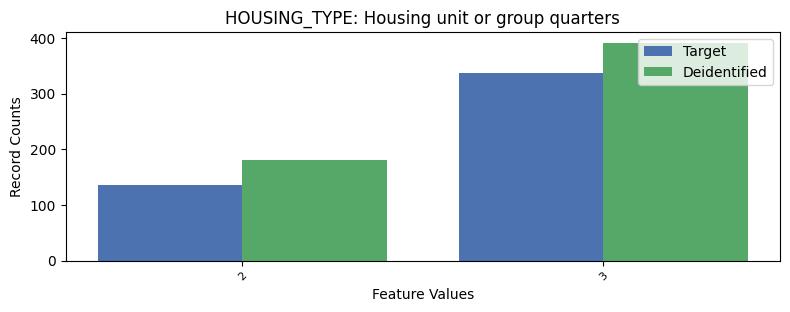 HOUSING_TYPE: Housing unit or group quarters
Target
Deidentified
Record Counts
400
300
200
100
0
2
3
Feature Values